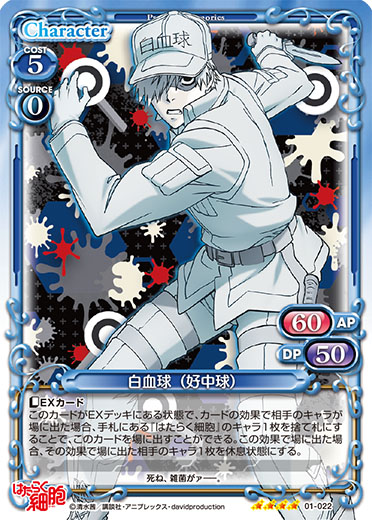 Character
COST
5
SOURCE
0
白血球
60 AP
DP 50
白血球（好中球）
EXカード
このカードがEXデッキにある状態で、カードの効果で相手のキャラが
場に出た場合、手札にある『はたらく細胞』のキャラ1枚を捨て札にす
ることで、このカードを場に出すことができる。この効果で場に出た場
合、その効果で場に出た相手のキャラ1枚を休息状態にする。
死ね、雑菌がァーー。
はたらく
細胞
©清水茜／講談社・アニプレックス・davidproduction
01-022